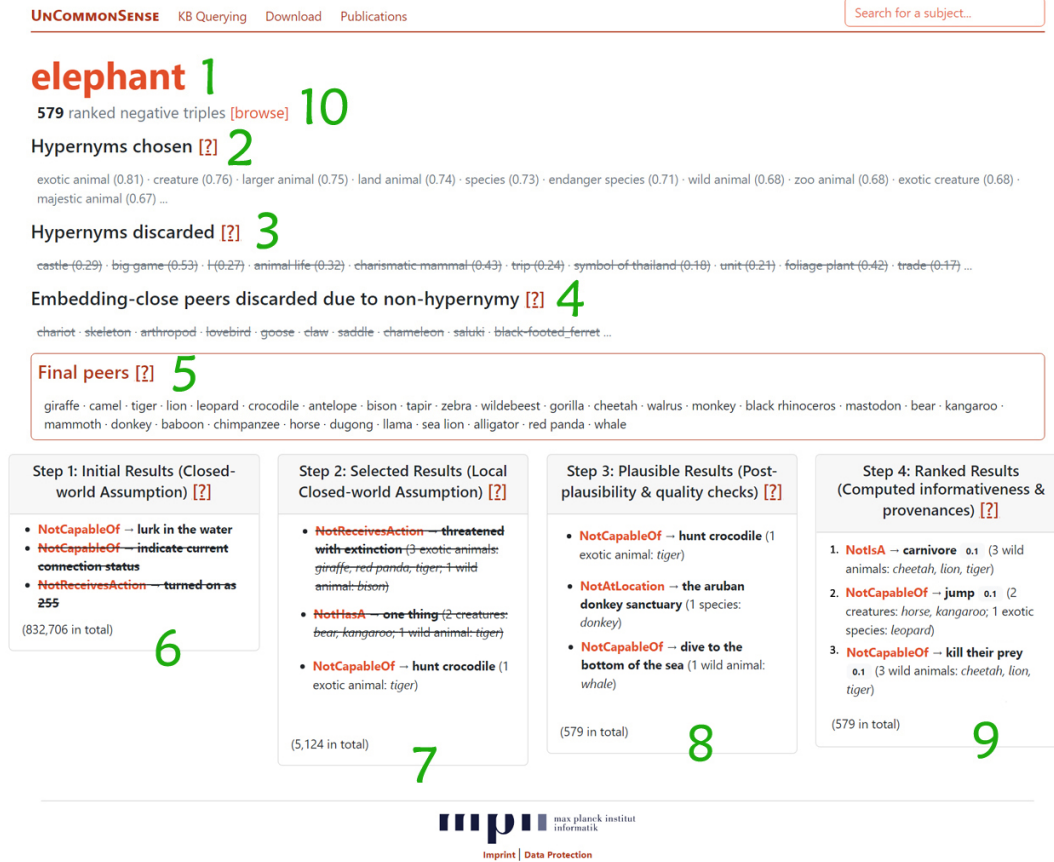 UNCOMMONSENSE KB Querying Download Publications Search for a subject...
elephant 1
579 ranked negative triples [browse] 10
Hypernyms chosen [?] 2
exotic animal (0.81) · creature (0.76) · larger animal (0.75) · land animal (0.74) · species (0.73) · endanger species (0.71) · wild animal (0.68) · zoo animal (0.68) · exotic creature (0.68) ·
majestic animal (0.67) ...
Hypernyms discarded [?] 3
castle (0.29) · big game (0.53) · l (0.27) · animal life (0.32) · charismatic mammal (0.43) · trip (0.24) · symbol of thailand (0.18) · unit (0.21) · foliage plant (0.42) · trade (0.17) ...
Embedding-close peers discarded due to non-hypernymy [?] 4
chariot · skeleton · arthropod · lovebird · goose · claw · saddle · chameleon · saluki · black-footed_ferret ...
Final peers [?] 5
giraffe · camel · tiger · lion · leopard · crocodile · antelope · bison · tapir · zebra · wildebeest · gorilla · cheetah · walrus · monkey · black rhinoceros · mastodon · bear · kangaroo ·
mammoth · donkey · baboon · chimpanzee · horse · dugong · llama · sea lion · alligator · red panda · whale
Step 1: Initial Results (Closed-
world Assumption) [?]
• NotCapableOf → lurk in the water
• NotCapableOf → indicate current
connection status
• NotReceivesAction → turned on as
255
(832,706 in total)
6
Step 2: Selected Results (Local
Closed-world Assumption) [?]
• NotReceivesAction → threatened
with extinction (3 exotic animals:
giraffe, red panda, tiger; 1 wild
animal: bison)
• NotHasA → one thing (2 creatures:
bear, kangaroo; 1 wild animal: tiger)
• NotCapableOf → hunt crocodile (1
exotic animal: tiger)
(5,124 in total)
7
Step 3: Plausible Results (Post-
plausibility & quality checks) [?]
• NotCapableOf → hunt crocodile (1
exotic animal: tiger)
• NotAtLocation → the aruban
donkey sanctuary (1 species:
donkey)
• NotCapableOf → dive to the
bottom of the sea (1 wild animal:
whale)
(579 in total)
8
Step 4: Ranked Results
(Computed informativeness &
provenances) [?]
1. NotIsA → carnivore 0.1 (3 wild
animals: cheetah, lion, tiger)
2. NotCapableOf → jump 0.1 (2
creatures: horse, kangaroo; 1 exotic
species: leopard)
3. NotCapableOf → kill their prey
0.1 (3 wild animals: cheetah, lion,
tiger)
(579 in total)
9
mpn max planck institut
informatik
Imprint | Data Protection